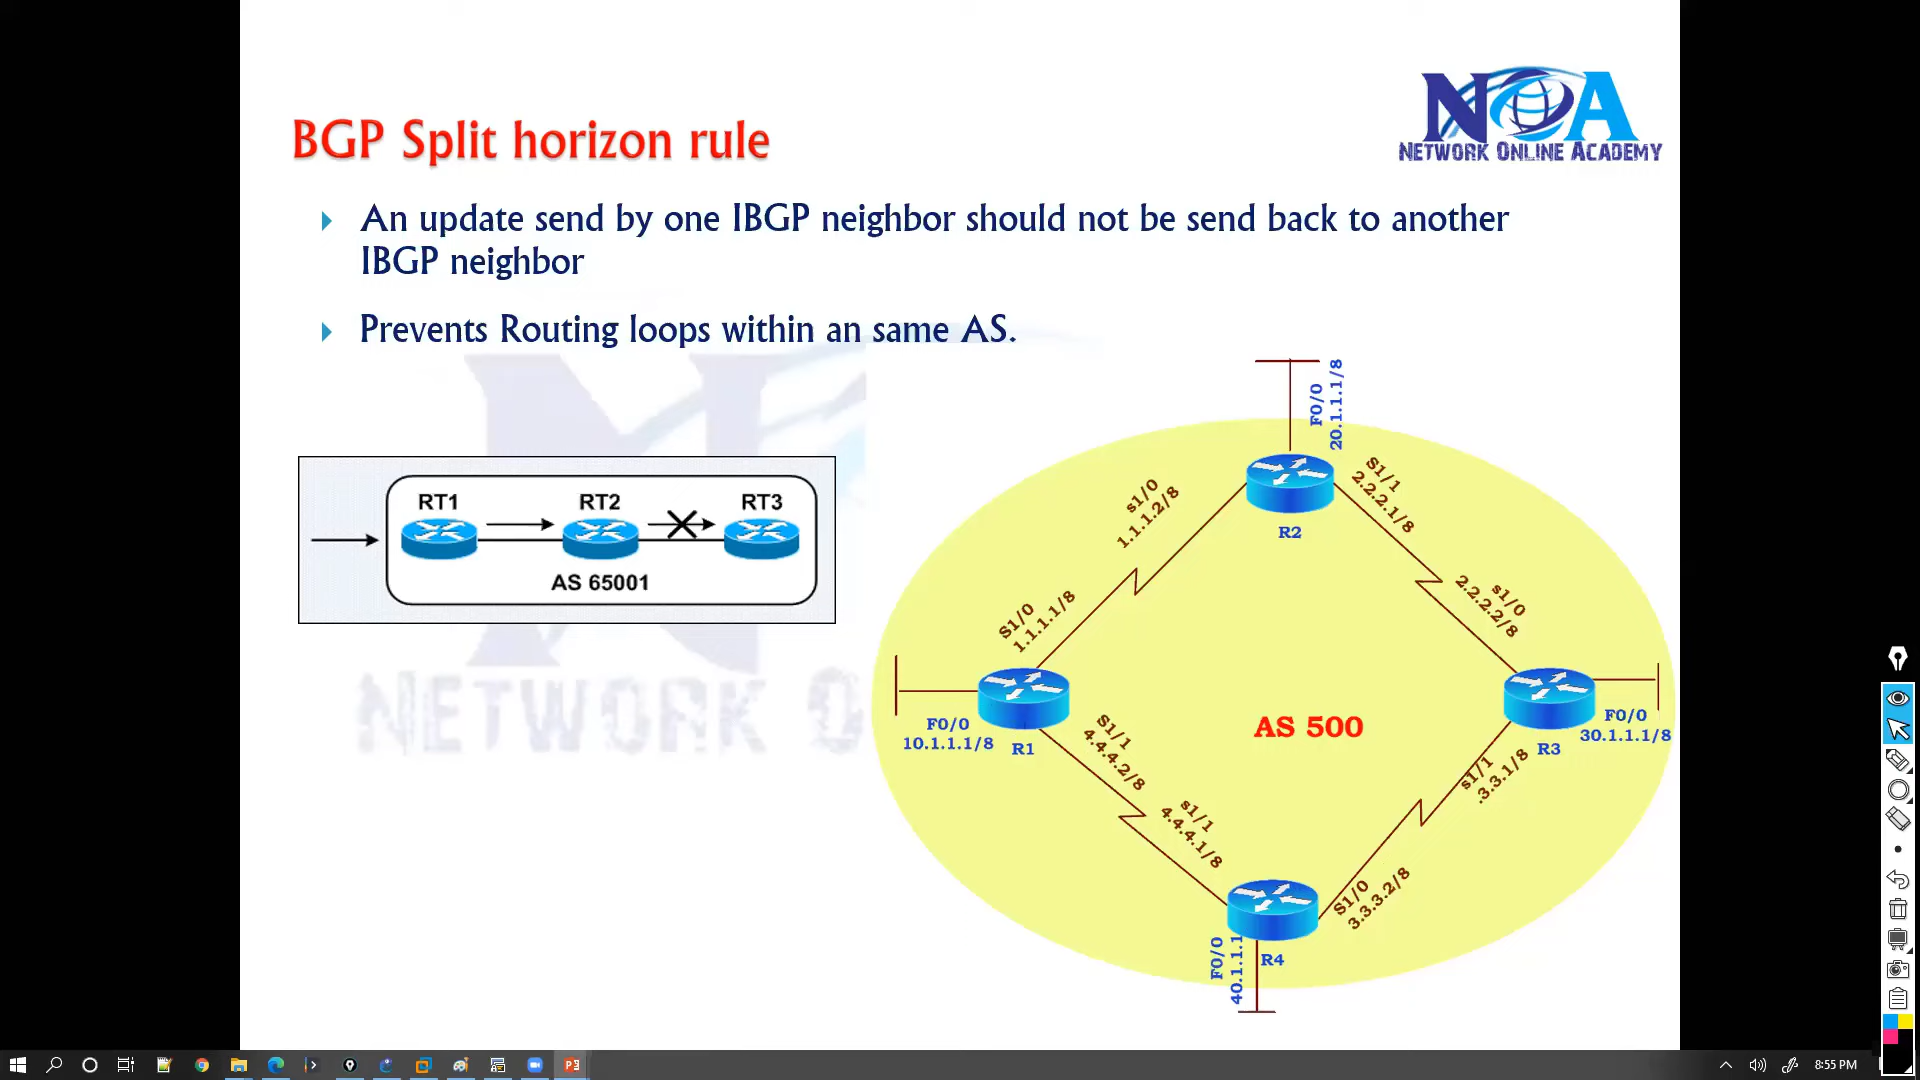 NOA
NETWORK ONLINE ACADEMY
BGP Split horizon rule
An update send by one IBGP neighbor should not be send back to another
IBGP neighbor
Prevents Routing loops within an same AS.
F0/0
20.1.1.1/8
s1/0
1.1.1.2/8
S1/1
2.2.2.1/8
R2
RT1
RT2
RT3
AS 65001
S1/0
1.1.1.1/8
s1/0
2.2.2.2/8
F0/0
10.1.1.1/8
R1
AS 500
R3
F0/0
30.1.1.1/8
S1/1
4.4.4.2/8
s1/1
4.4.4.1/8
s1/1
.3.3.1/8
S1/0
3.3.3.2/8
F0/0
40.1.1.1
R4
NETWORK O
8:55 PM